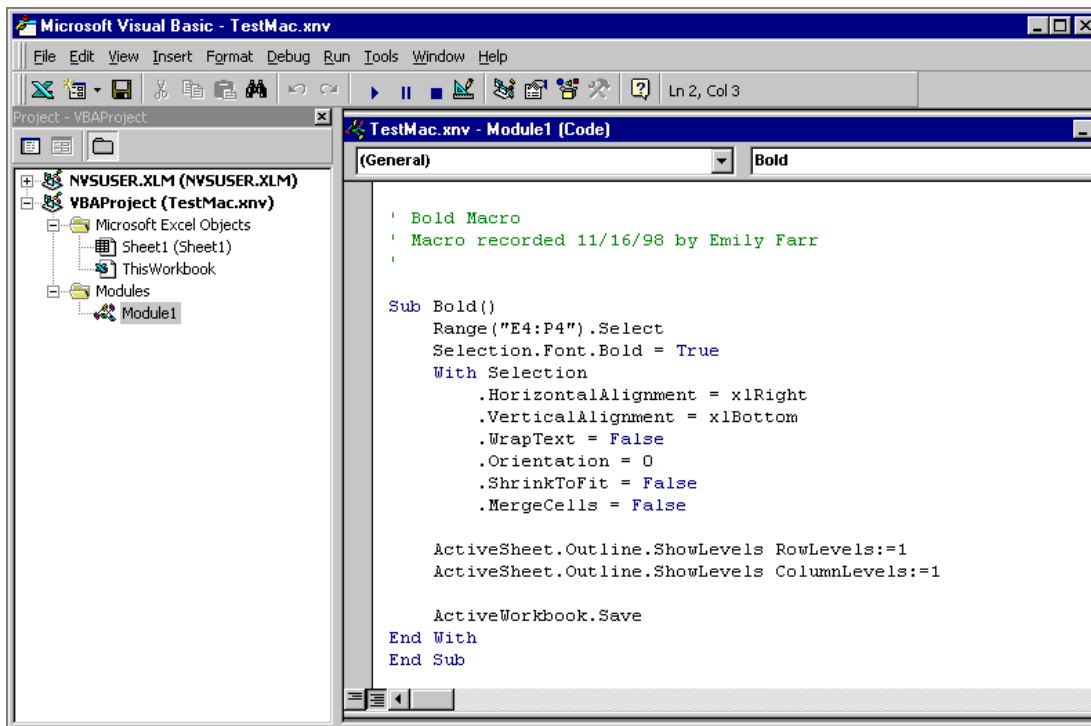 Microsoft Visual Basic - TestMac.xnv
File Edit View Insert Format Debug Run Tools Window Help
Ln 2, Col 3
Project - VBAProject
NVSUSER.XLM (NVSUSER.XLM)
VBAProject (TestMac.xnv)
Microsoft Excel Objects
Sheet1 (Sheet1)
ThisWorkbook
Modules
Module1
TestMac.xnv - Module1 (Code)
(General) Bold
' Bold Macro
' Macro recorded 11/16/98 by Emily Farr
'
Sub Bold()
Range("E4:P4").Select
Selection.Font.Bold = True
With Selection
.HorizontalAlignment = xlRight
.VerticalAlignment = xlBottom
.WrapText = False
.Orientation = 0
.ShrinkToFit = False
.MergeCells = False
ActiveSheet.Outline.ShowLevels RowLevels:=1
ActiveSheet.Outline.ShowLevels ColumnLevels:=1
ActiveWorkbook.Save
End With
End Sub